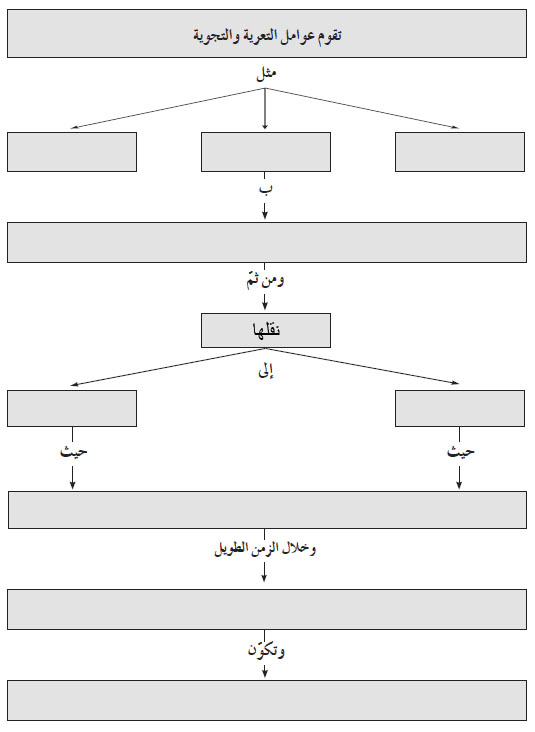 تقوم عوامل التعرية والتجوية
مثل
ب
ومن ثمّ
نقلها
إلى
حيث
حيث
وخلال الزمن الطويل
وتكوّن